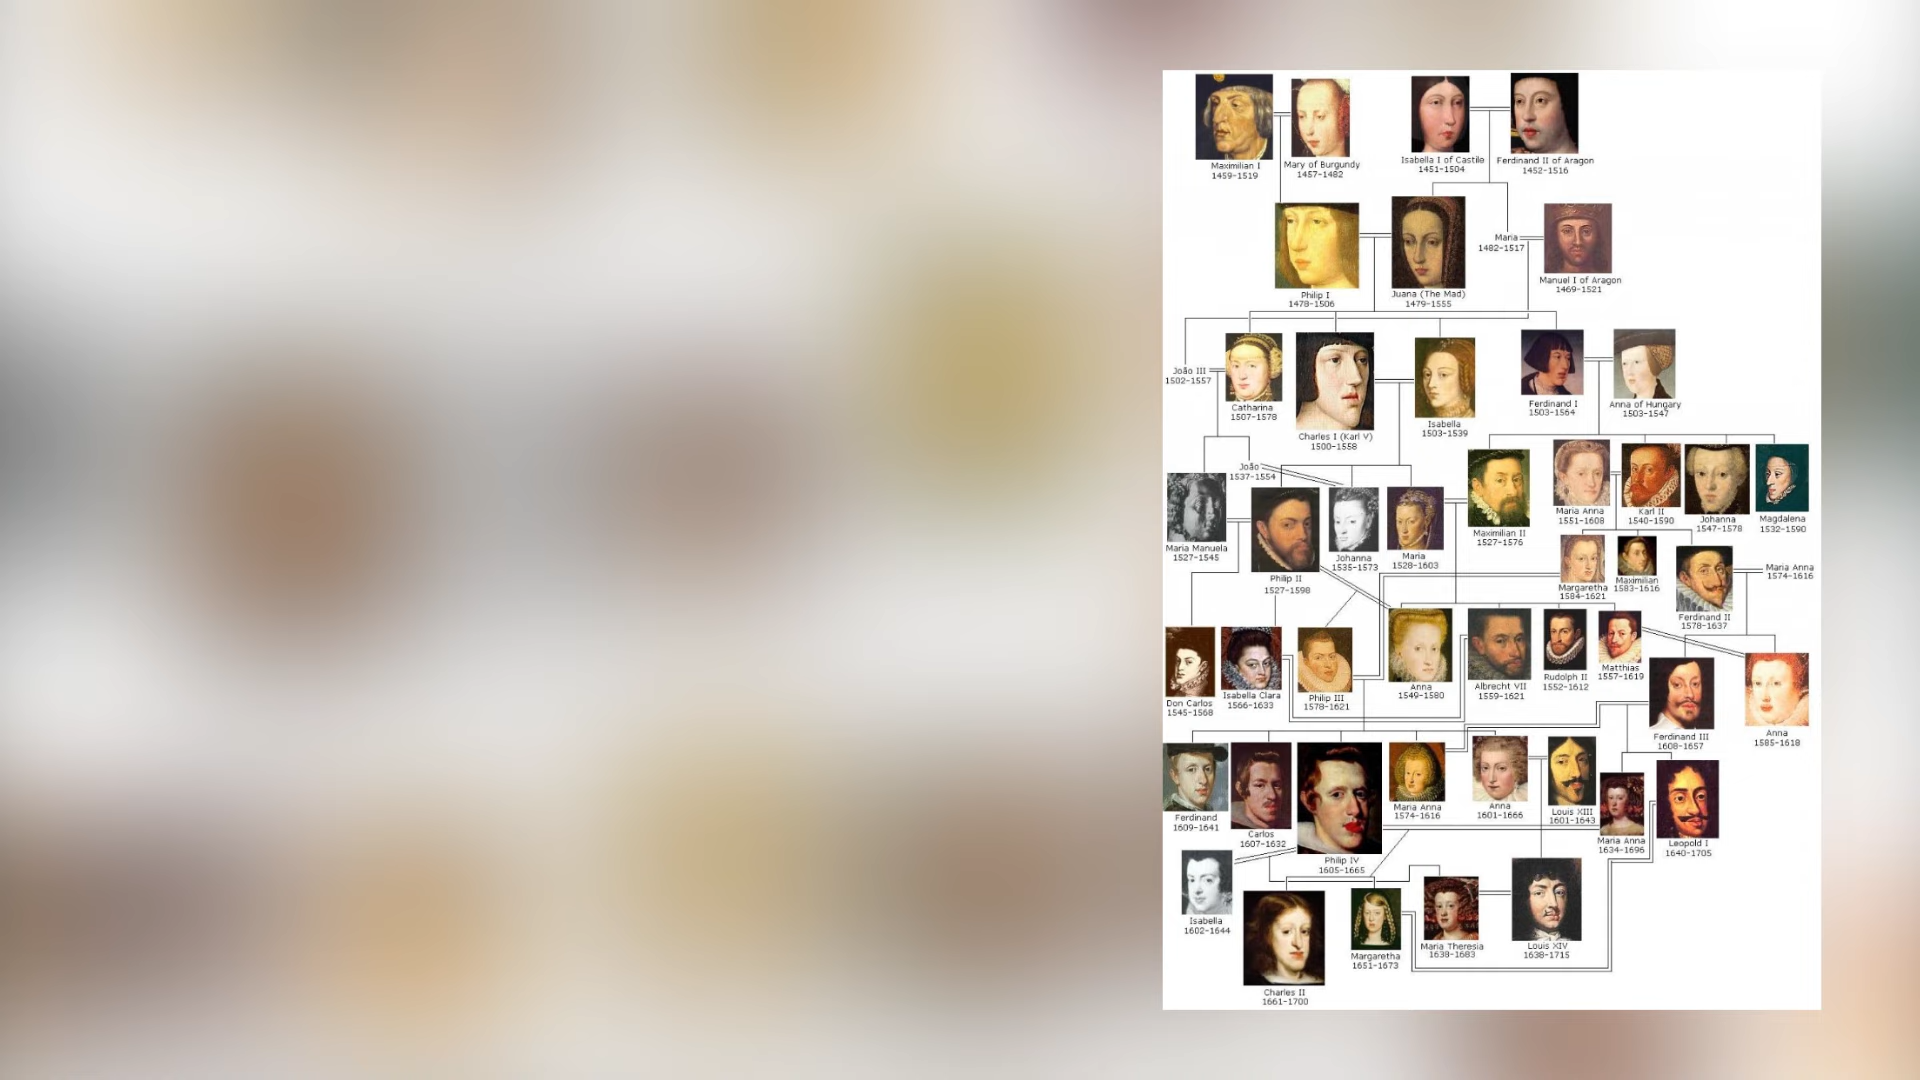 Maximilian I
1459-1519
Mary of Burgundy
1457-1482
Isabella I of Castile
1451-1504
Ferdinand II of Aragon
1452-1516
Philip I
1478-1506
Juana (The Mad)
1479-1555
Maria
1482-1517
Manuel I of Aragon
1469-1521
João III
1502-1557
Catharina
1507-1578
Charles I (Karl V)
1500-1558
Isabella
1503-1539
Ferdinand I
1503-1564
Anna of Hungary
1503-1547
João
1537-1554
Maria Manuela
1527-1545
Philip II
1527-1598
Johanna
1535-1573
Maria
1528-1603
Maximilian II
1527-1576
Maria Anna
1551-1608
Karl II
1540-1590
Johanna
1547-1578
Magdalena
1532-1590
Margaretha
1584-1621
Maximilian
1583-1616
Ferdinand II
1578-1637
Maria Anna
1574-1616
Don Carlos
1545-1568
Isabella Clara
1566-1633
Philip III
1578-1621
Anna
1549-1580
Albrecht VII
1559-1621
Rudolph II
1552-1612
Matthias
1557-1619
Ferdinand III
1608-1657
Anna
1585-1618
Ferdinand
1609-1641
Carlos
1607-1632
Philip IV
1605-1665
Maria Anna
1574-1616
Anna
1601-1666
Louis XIII
1601-1643
Maria Anna
1634-1696
Leopold I
1640-1705
Isabella
1602-1644
Charles II
1661-1700
Margaretha
1651-1673
Maria Theresia
1638-1683
Louis XIV
1638-1715